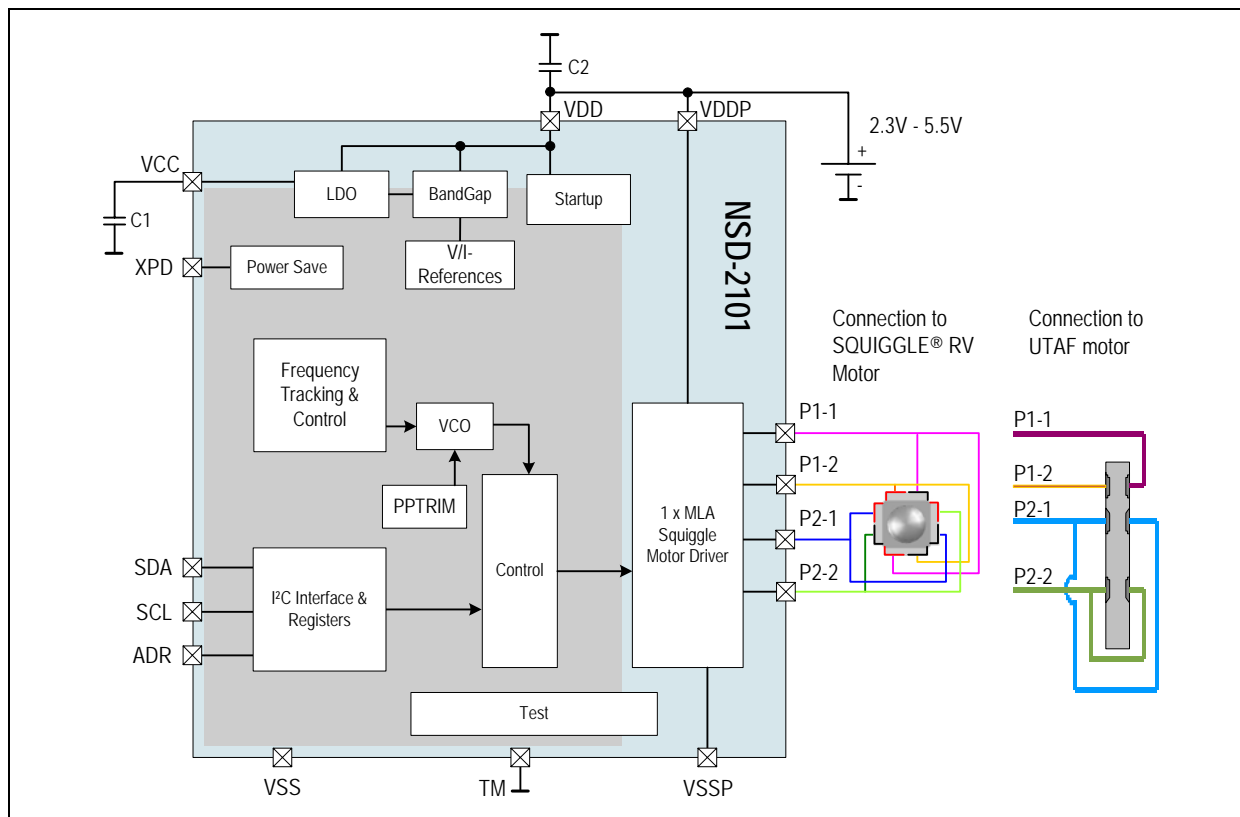 C2
VDD
VDDP
2.3V - 5.5V
+
-
VCC
C1
LDO
BandGap
Startup
V/I-
References
XPD
Power Save
NSD-2101
Connection to
SQUIGGLE® RV
Motor
Connection to
UTAF motor
Frequency
Tracking &
Control
VCO
PPTRIM
Control
1 x MLA
Squiggle
Motor Driver
P1-1
P1-2
P2-1
P2-2
P1-1
P1-2
P2-1
P2-2
SDA
SCL
ADR
I²C Interface &
Registers
Test
VSS
TM
VSSP